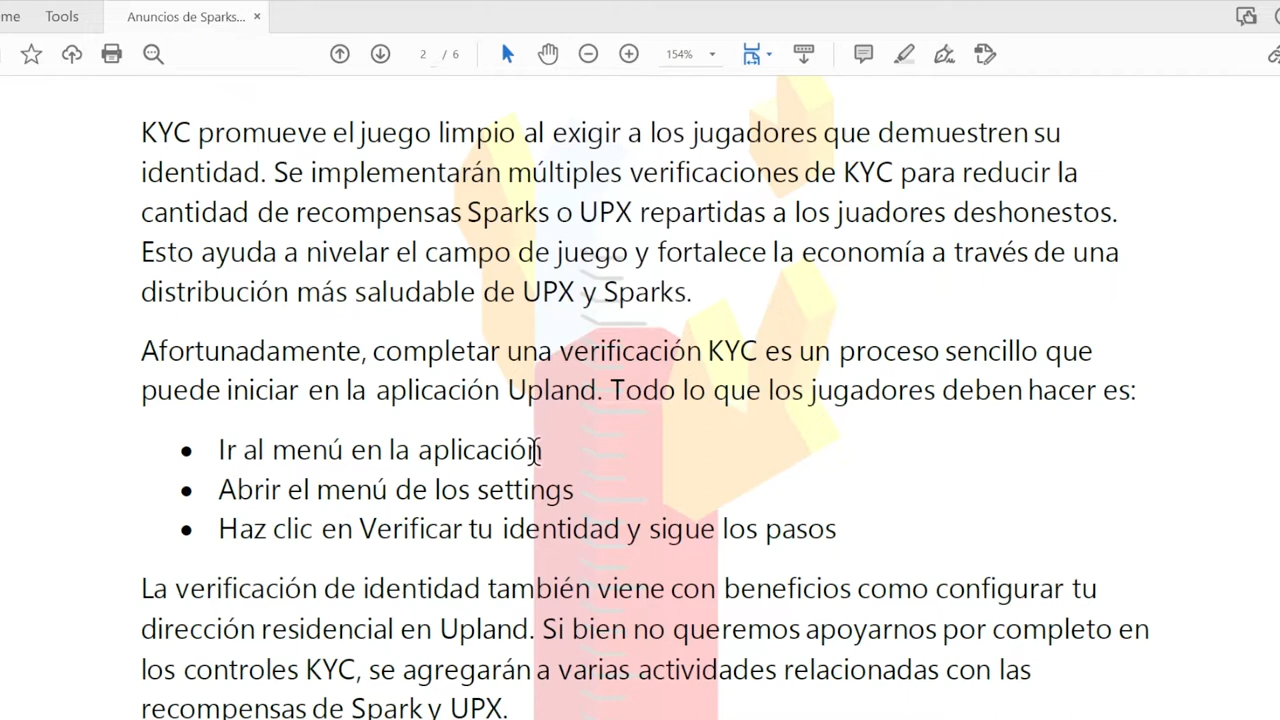 me Tools Anuncios de Sparks... ×
2 / 6 154%
KYC promueve el juego limpio al exigir a los jugadores que demuestren su
identidad. Se implementarán múltiples verificaciones de KYC para reducir la
cantidad de recompensas Sparks o UPX repartidas a los juadores deshonestos.
Esto ayuda a nivelar el campo de juego y fortalece la economía a través de una
distribución más saludable de UPX y Sparks.
Afortunadamente, completar una verificación KYC es un proceso sencillo que
puede iniciar en la aplicación Upland. Todo lo que los jugadores deben hacer es:
• Ir al menú en la aplicación
• Abrir el menú de los settings
• Haz clic en Verificar tu identidad y sigue los pasos
La verificación de identidad también viene con beneficios como configurar tu
dirección residencial en Upland. Si bien no queremos apoyarnos por completo en
los controles KYC, se agregarán a varias actividades relacionadas con las
recompensas de Spark y UPX.